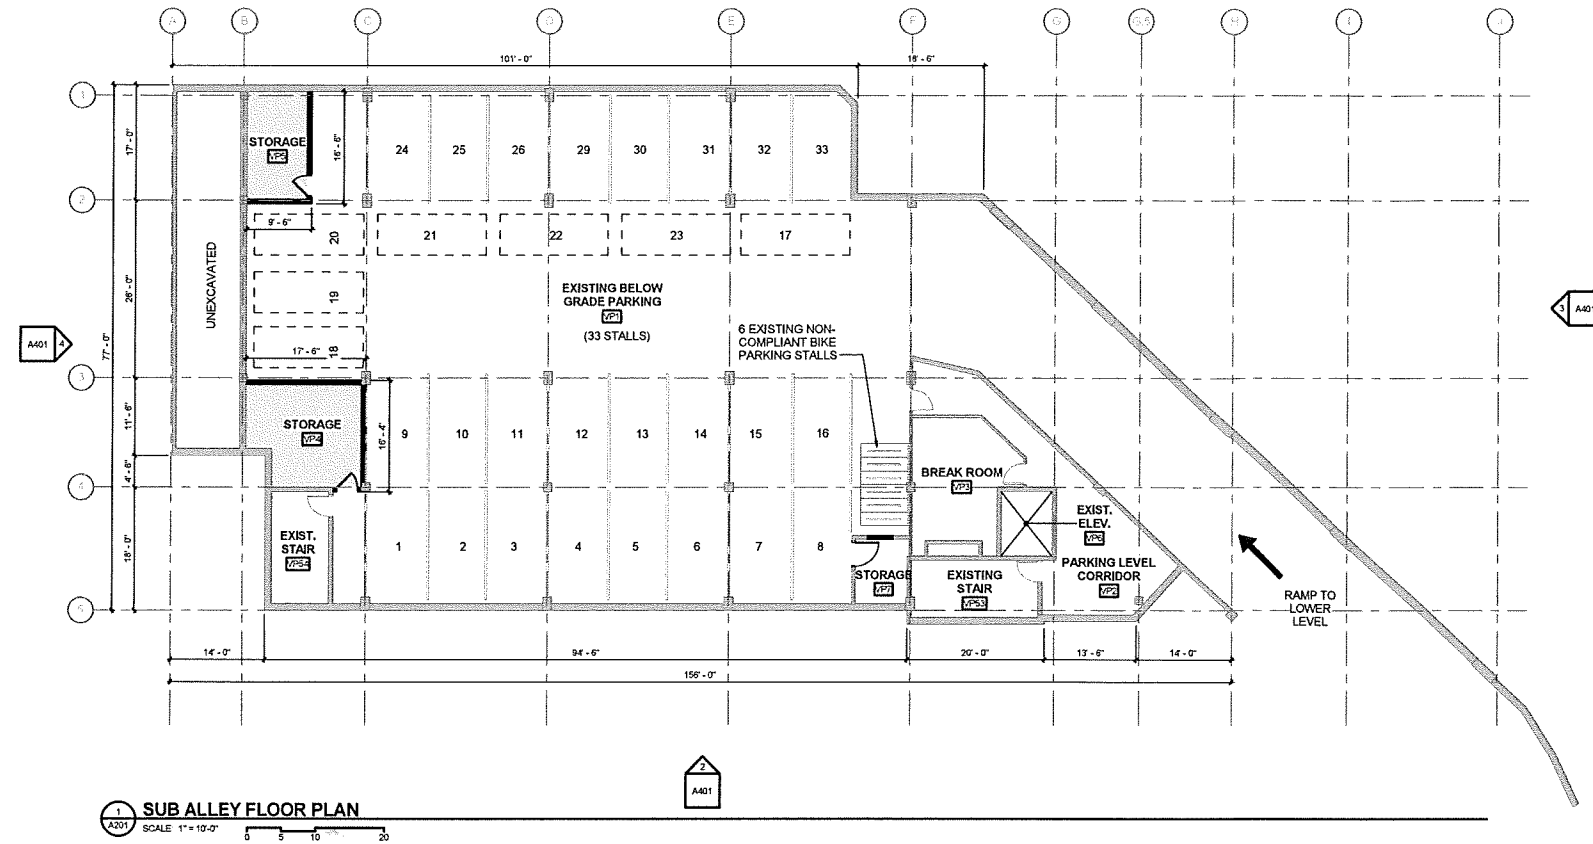 A B C D E F G G.5 H I J
101' - 0" 18' - 6"
1
17' - 0"
STORAGE
VP5
16' - 6"
24 25 26 29 30 31 32 33
2
9' - 6"
20 21 22 23 17
UNEXCAVATED
26' - 0"
77' - 0"
19
EXISTING BELOW
GRADE PARKING
VP1
(33 STALLS)
6 EXISTING NON-
COMPLIANT BIKE
PARKING STALLS
A401 4
3 A401
17' - 6" 18
3
11' - 6"
STORAGE
VP4
16' - 4"
9 10 11 12 13 14 15 16
4' - 6"
4
BREAK ROOM
VP3
EXIST.
ELEV.
VP6
EXIST.
STAIR
VP54
18' - 0"
1 2 3 4 5 6 7 8
STORAGE
VP7
EXISTING
STAIR
VP53
PARKING LEVEL
CORRIDOR
VP2
RAMP TO
LOWER
LEVEL
5
14' - 0" 94' - 6" 20' - 0" 13' - 6" 14' - 0"
156' - 0"
2
A401
1
A201
SUB ALLEY FLOOR PLAN
SCALE 1" = 10'-0"
0 5 10 20